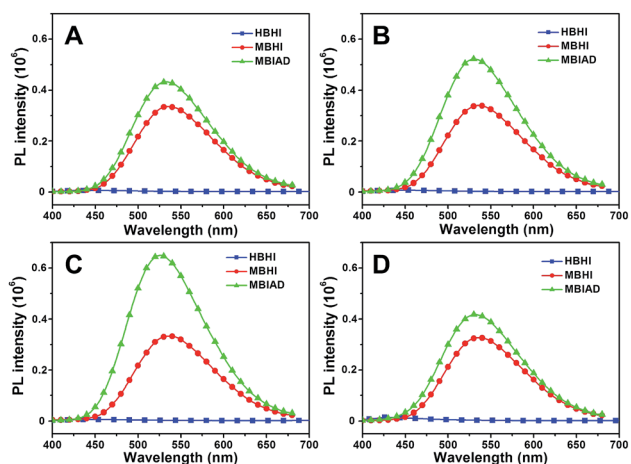 A
HBHI
MBHI
MBIAD
PL intensity (10⁶)
0.6
0.4
0.2
0
400 450 500 550 600 650 700
Wavelength (nm)
B
HBHI
MBHI
MBIAD
PL intensity (10⁶)
0.6
0.4
0.2
0
400 450 500 550 600 650 700
Wavelength (nm)
C
HBHI
MBHI
MBIAD
PL intensity (10⁶)
0.6
0.4
0.2
0
400 450 500 550 600 650 700
Wavelength (nm)
D
HBHI
MBHI
MBIAD
PL intensity (10⁶)
0.6
0.4
0.2
0
400 450 500 550 600 650 700
Wavelength (nm)